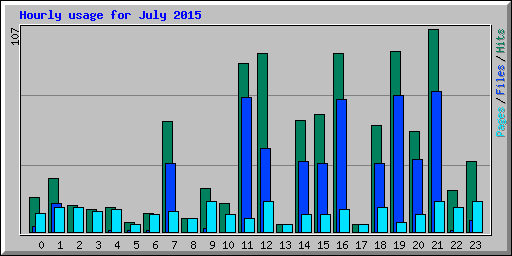 Hourly usage for July 2015
107
Pages/Files/Hits
0 1 2 3 4 5 6 7 8 9 10 11 12 13 14 15 16 17 18 19 20 21 22 23